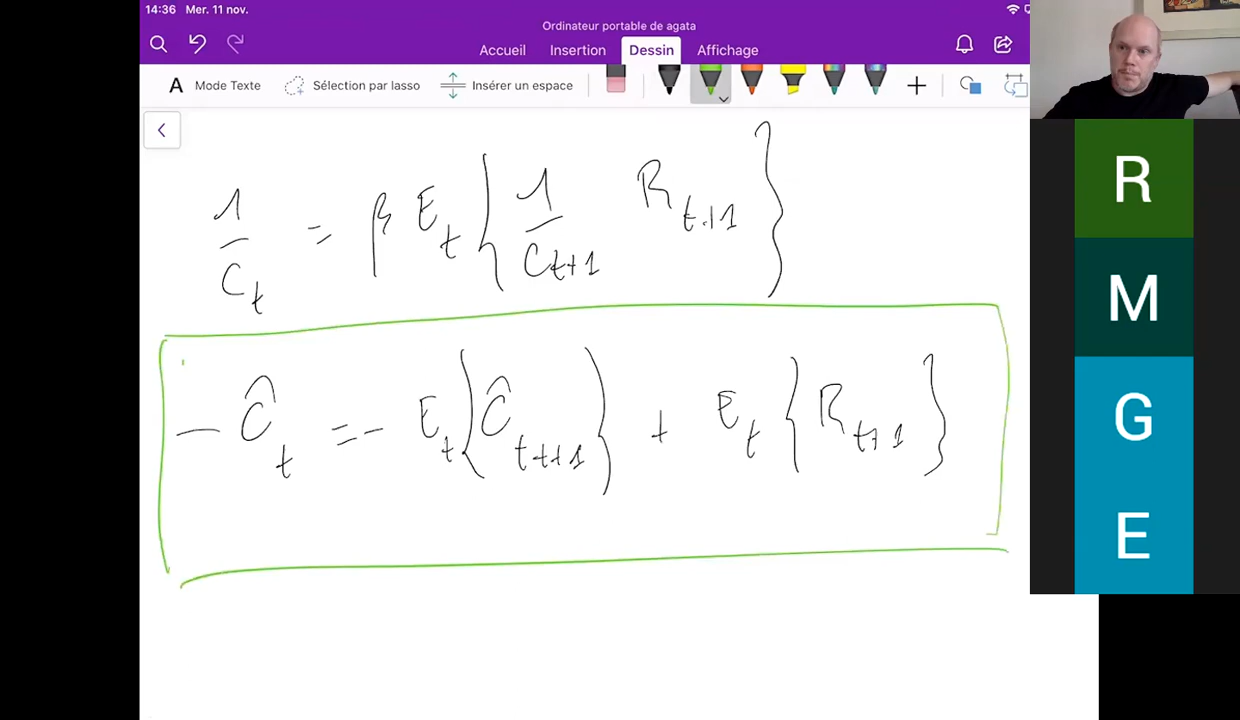 14:36 Mer. 11 nov.
Ordinateur portable de agata
Accueil Insertion Dessin Affichage
A Mode Texte Sélection par lasso Insérer un espace
1/C_t = β E_t { 1/C_{t+1} R_{t+1} }
- Ĉ_t = - E_t { Ĉ_{t+1} } + E_t { R_{t+1} }
R
M
G
E